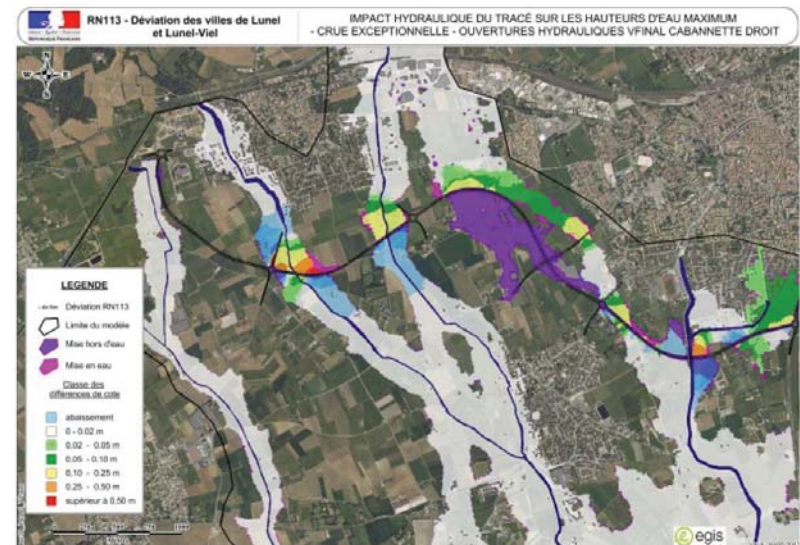 RN113 - Déviation des villes de Lunel
et Lunel-Viel
IMPACT HYDRAULIQUE DU TRACÉ SUR LES HAUTEURS D'EAU MAXIMUM
- CRUE EXCEPTIONNELLE - OUVERTURES HYDRAULIQUES VFINAL CABANNETTE DROIT
RÉPUBLIQUE FRANÇAISE
N
W
E
S
LEGENDE
Déviation RN113
Limite du modèle
Mise hors d'eau
Mise en eau
Classe des
différences de cote
abaissement
0 - 0.02 m
0.02 - 0.05 m
0.05 - 0.10 m
0,10 - 0.25 m
0.25 - 0.50 m
supérieur à 0.50 m
egis